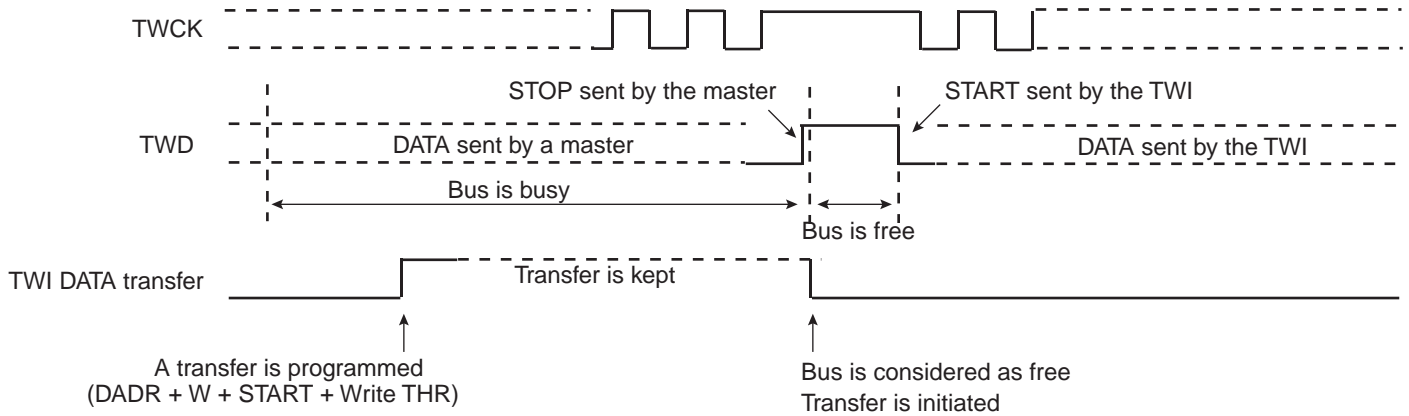 TWCK
STOP sent by the master
START sent by the TWI
TWD
DATA sent by a master
DATA sent by the TWI
Bus is busy
Bus is free
TWI DATA transfer
Transfer is kept
A transfer is programmed
(DADR + W + START + Write THR)
Bus is considered as free
Transfer is initiated